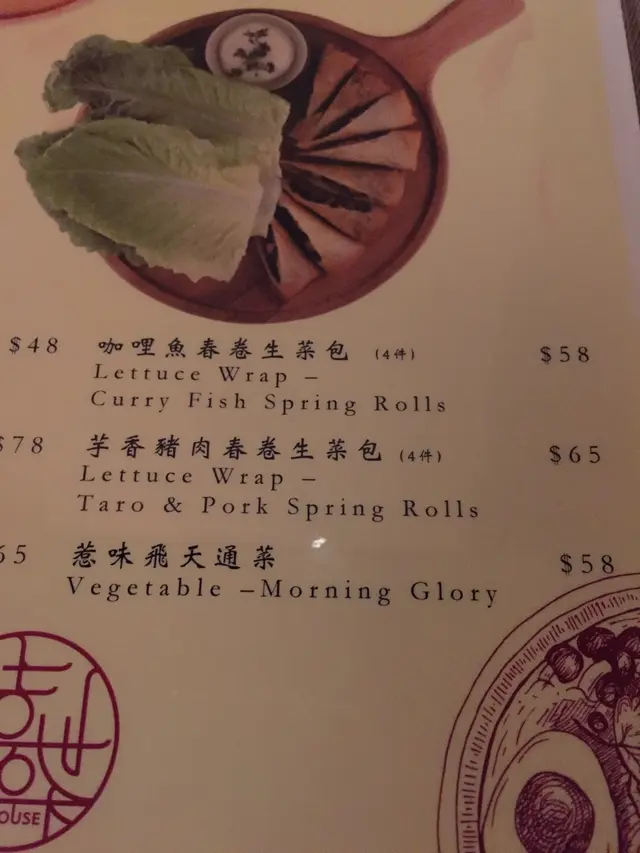 $48
咖哩魚春卷生菜包 (4件) $58
Lettuce Wrap –
Curry Fish Spring Rolls
$78
芋香豬肉春卷生菜包 (4件) $65
Lettuce Wrap –
Taro & Pork Spring Rolls
65
惹味飛天通菜 $58
Vegetable –Morning Glory
OUSE